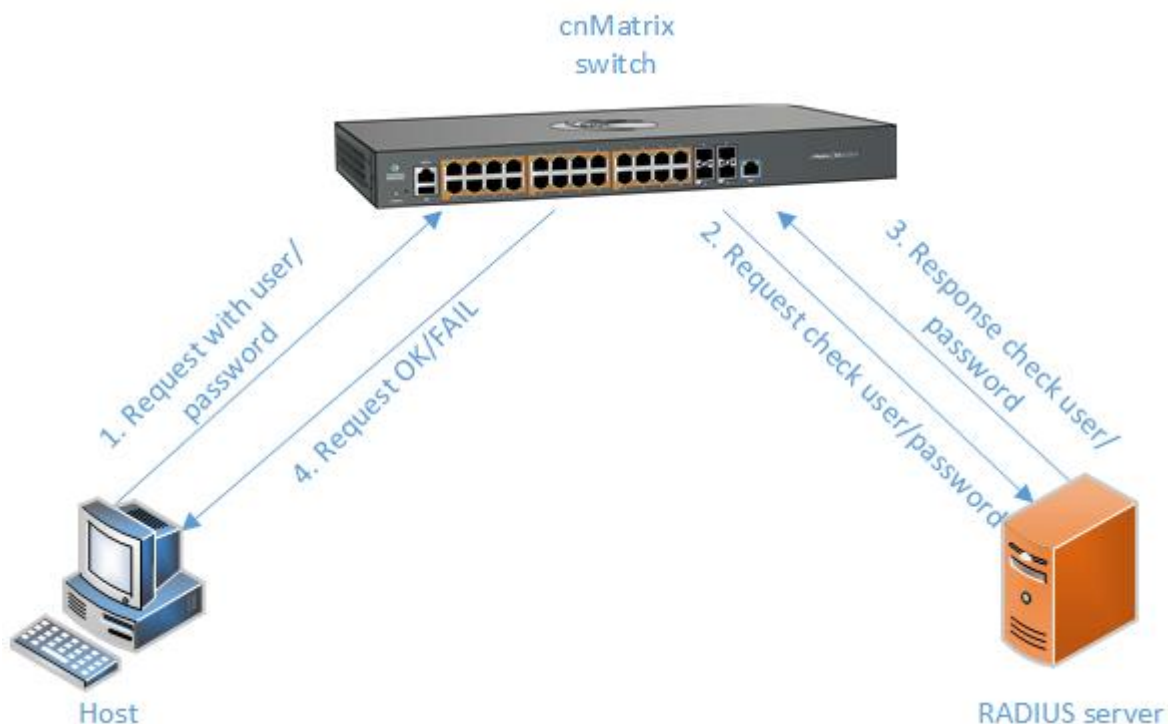 cnMatrix
switch
1. Request with user/
password
4. Request OK/FAIL
2. Request check user/password
3. Response check user/
password
Host
RADIUS server